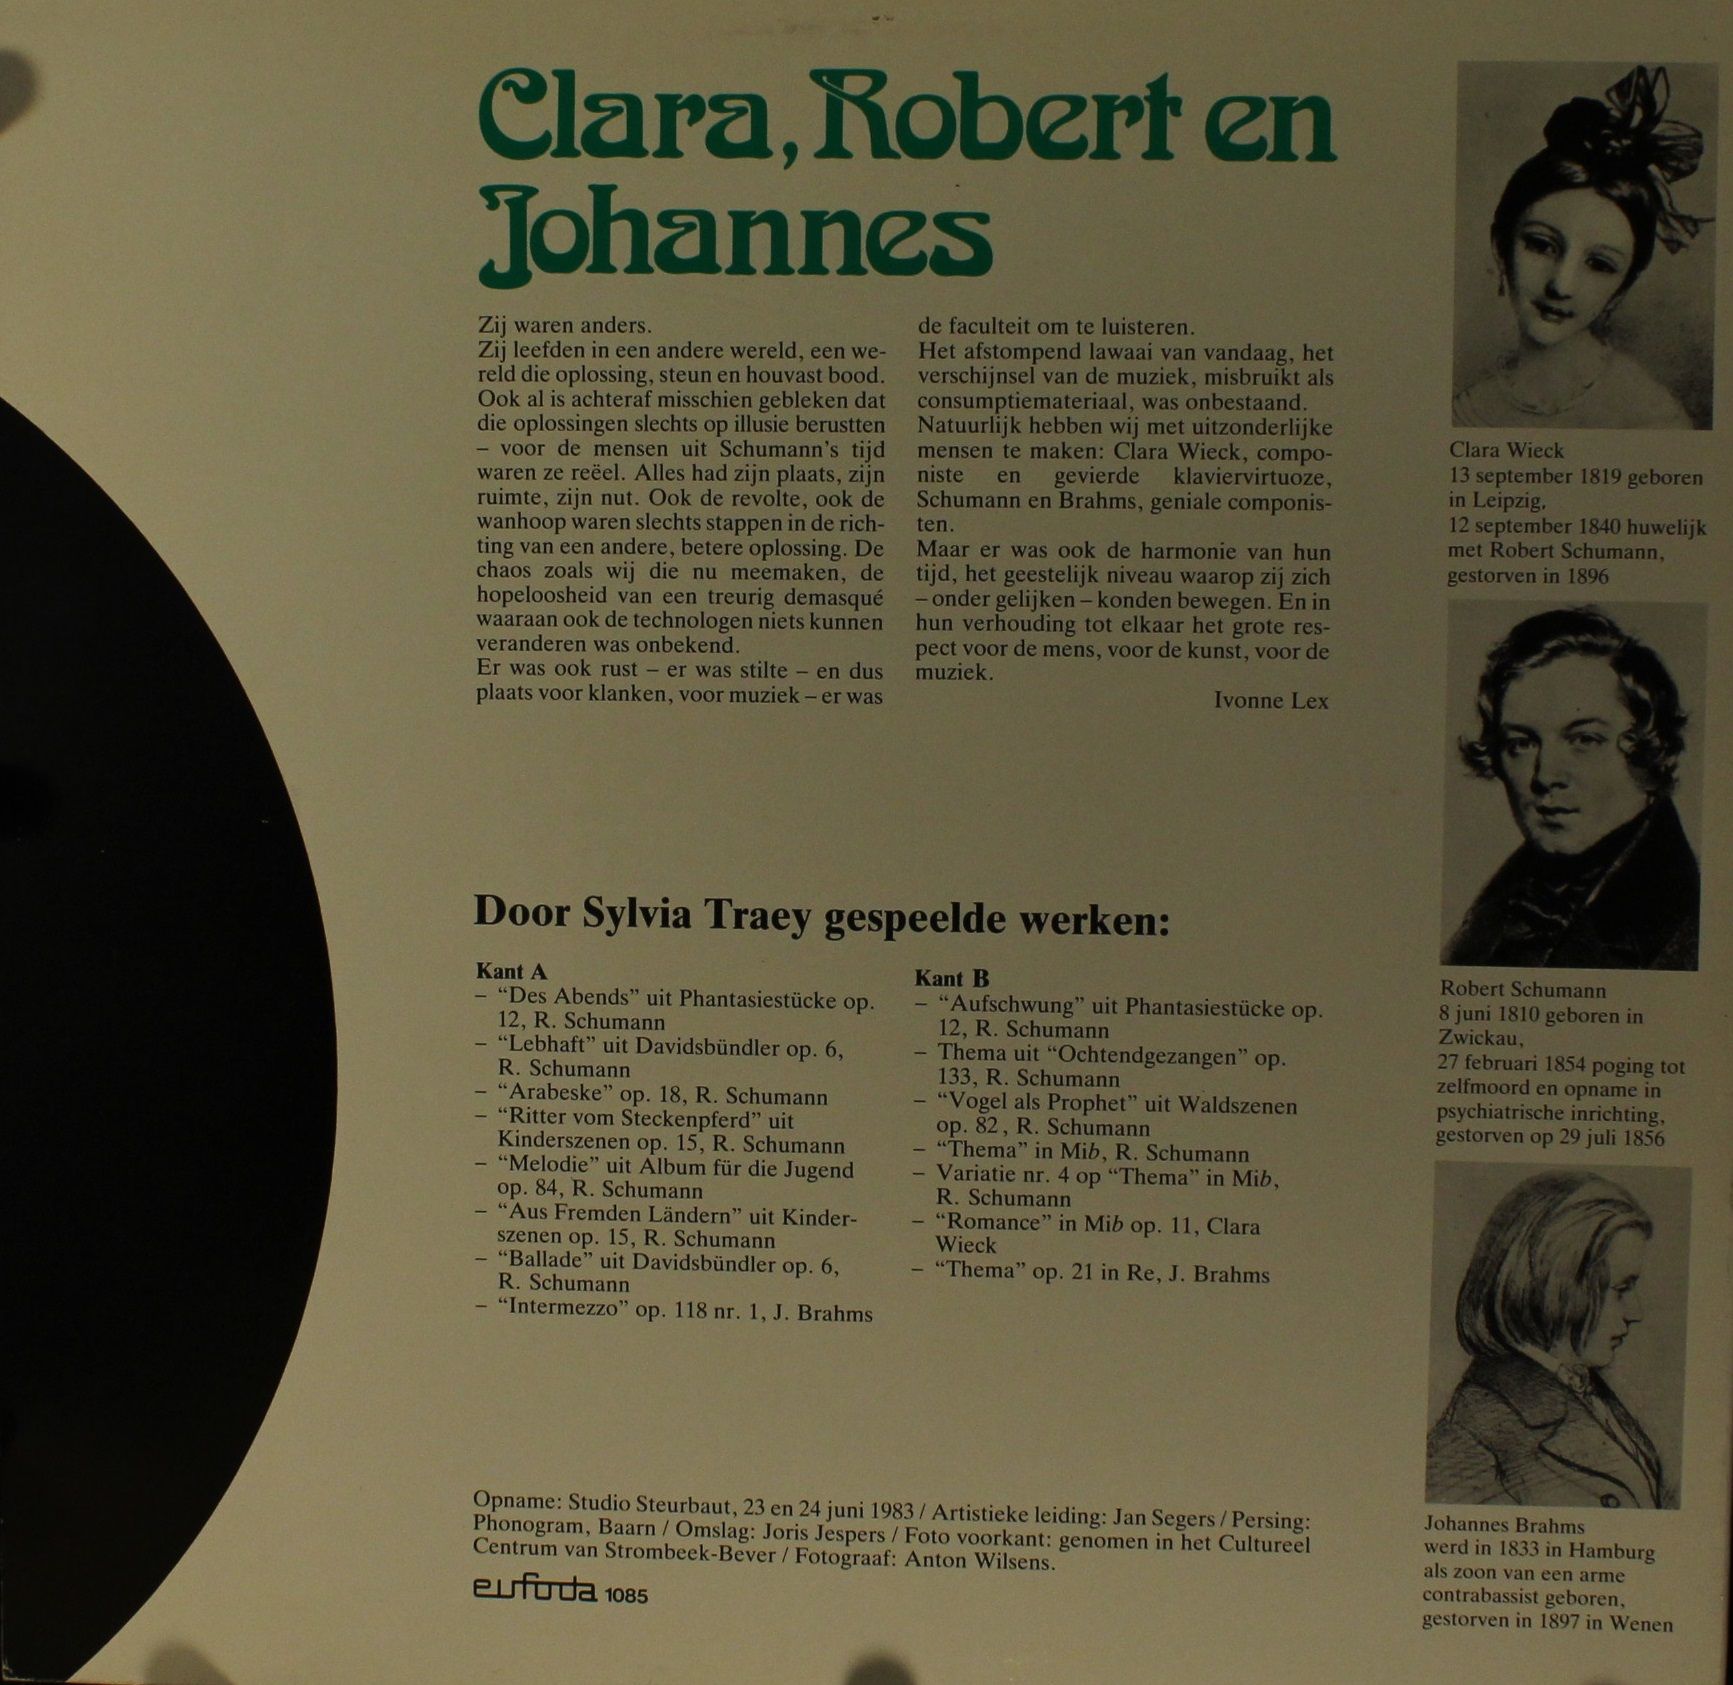 Clara, Robert en
Johannes
Zij waren anders.
Zij leefden in een andere wereld, een we-
reld die oplossing, steun en houvast bood.
Ook al is achteraf misschien gebleken dat
die oplossingen slechts op illusie berustten
– voor de mensen uit Schumann's tijd
waren ze reëel. Alles had zijn plaats, zijn
ruimte, zijn nut. Ook de revolte, ook de
wanhoop waren slechts stappen in de rich-
ting van een andere, betere oplossing. De
chaos zoals wij die nu meemaken, de
hopeloosheid van een treurig demasqué
waaraan ook de technologen niets kunnen
veranderen was onbekend.
Er was ook rust – er was stilte – en dus
plaats voor klanken, voor muziek – er was
de faculteit om te luisteren.
Het afstompend lawaai van vandaag, het
verschijnsel van de muziek, misbruikt als
consumptiemateriaal, was onbestaand.
Natuurlijk hebben wij met uitzonderlijke
mensen te maken: Clara Wieck, compo-
niste en gevierde klaviervirtuoze,
Schumann en Brahms, geniale componis-
ten.
Maar er was ook de harmonie van hun
tijd, het geestelijk niveau waarop zij zich
– onder gelijken – konden bewegen. En in
hun verhouding tot elkaar het grote res-
pect voor de mens, voor de kunst, voor de
muziek.
Ivonne Lex
Door Sylvia Traey gespeelde werken:
Kant A
– “Des Abends” uit Phantasiestücke op.
12, R. Schumann
– “Lebhaft” uit Davidsbündler op. 6,
R. Schumann
– “Arabeske” op. 18, R. Schumann
– “Ritter vom Steckenpferd” uit
Kinderszenen op. 15, R. Schumann
– “Melodie” uit Album für die Jugend
op. 84, R. Schumann
– “Aus Fremden Ländern” uit Kinder-
szenen op. 15, R. Schumann
– “Ballade” uit Davidsbündler op. 6,
R. Schumann
– “Intermezzo” op. 118 nr. 1, J. Brahms
Kant B
– “Aufschwung” uit Phantasiestücke op.
12, R. Schumann
– Thema uit “Ochtendgezangen” op.
133, R. Schumann
– “Vogel als Prophet” uit Waldszenen
op. 82, R. Schumann
– “Thema” in Mib, R. Schumann
– Variatie nr. 4 op “Thema” in Mib,
R. Schumann
– “Romance” in Mib op. 11, Clara
Wieck
– “Thema” op. 21 in Re, J. Brahms
Opname: Studio Steurbaut, 23 en 24 juni 1983 / Artistieke leiding: Jan Segers / Persing:
Phonogram, Baarn / Omslag: Joris Jespers / Foto voorkant: genomen in het Cultureel
Centrum van Strombeek-Bever / Fotograaf: Anton Wilsens.
eufoda 1085
Clara Wieck
13 september 1819 geboren
in Leipzig,
12 september 1840 huwelijk
met Robert Schumann,
gestorven in 1896
Robert Schumann
8 juni 1810 geboren in
Zwickau,
27 februari 1854 poging tot
zelfmoord en opname in
psychiatrische inrichting,
gestorven op 29 juli 1856
Johannes Brahms
werd in 1833 in Hamburg
als zoon van een arme
contrabassist geboren,
gestorven in 1897 in Wenen